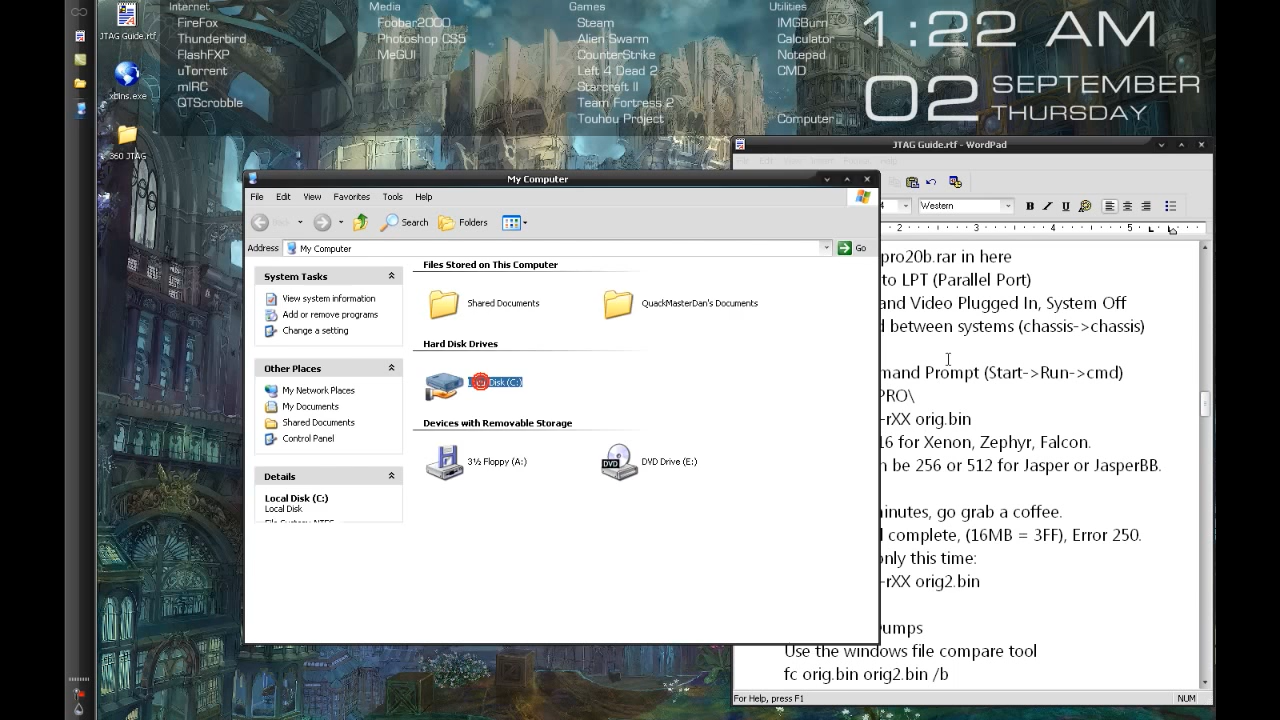 JTAG Guide.rtf
xbins.exe
360 JTAG
Internet
FireFox
Thunderbird
FlashFXP
uTorrent
mIRC
QTScrobble
Media
Foobar2000
Photoshop CS5
MeGUI
Games
Steam
Alien Swarm
CounterStrike
Left 4 Dead 2
Starcraft II
Team Fortress 2
Touhou Project
Utilities
IMGBurn
Calculator
Notepad
CMD
Computer
1:22 AM
02 SEPTEMBER
THURSDAY
My Computer
File Edit View Favorites Tools Help
Search Folders
Address My Computer Go
System Tasks
View system information
Add or remove programs
Change a setting
Other Places
My Network Places
My Documents
Shared Documents
Control Panel
Details
Local Disk (C:)
Local Disk
Files Stored on This Computer
Shared Documents QuackMasterDan's Documents
Hard Disk Drives
Disk (C:)
Devices with Removable Storage
3½ Floppy (A:) DVD Drive (E:)
JTAG Guide.rtf - WordPad
Western
2 3 4 5
pro20b.rar in here
to LPT (Parallel Port)
and Video Plugged In, System Off
d between systems (chassis->chassis)
mand Prompt (Start->Run->cmd)
PRO\
-rXX orig.bin
16 for Xenon, Zephyr, Falcon.
n be 256 or 512 for Jasper or JasperBB.
inutes, go grab a coffee.
l complete, (16MB = 3FF), Error 250.
only this time:
-rXX orig2.bin
umps
Use the windows file compare tool
fc orig.bin orig2.bin /b
For Help, press F1 NUM